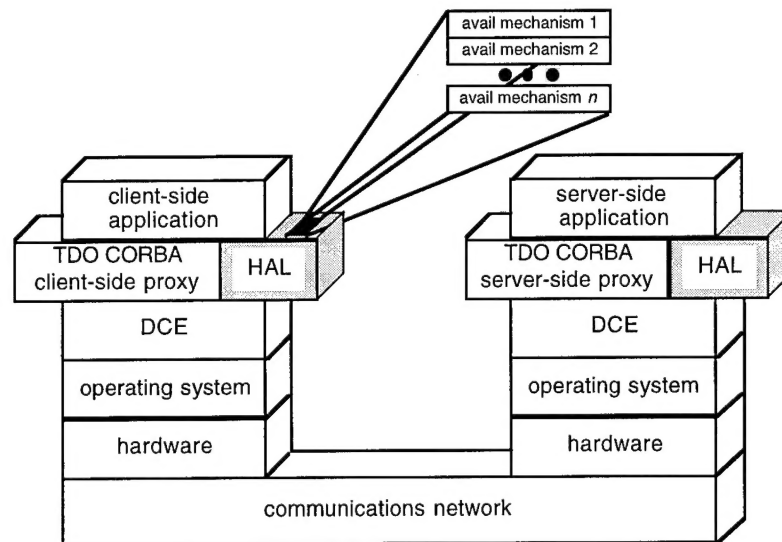 avail mechanism 1
avail mechanism 2
avail mechanism n
client-side
application
server-side
application
TDO CORBA
client-side proxy
HAL
TDO CORBA
server-side proxy
HAL
DCE
DCE
operating system
operating system
hardware
hardware
communications network